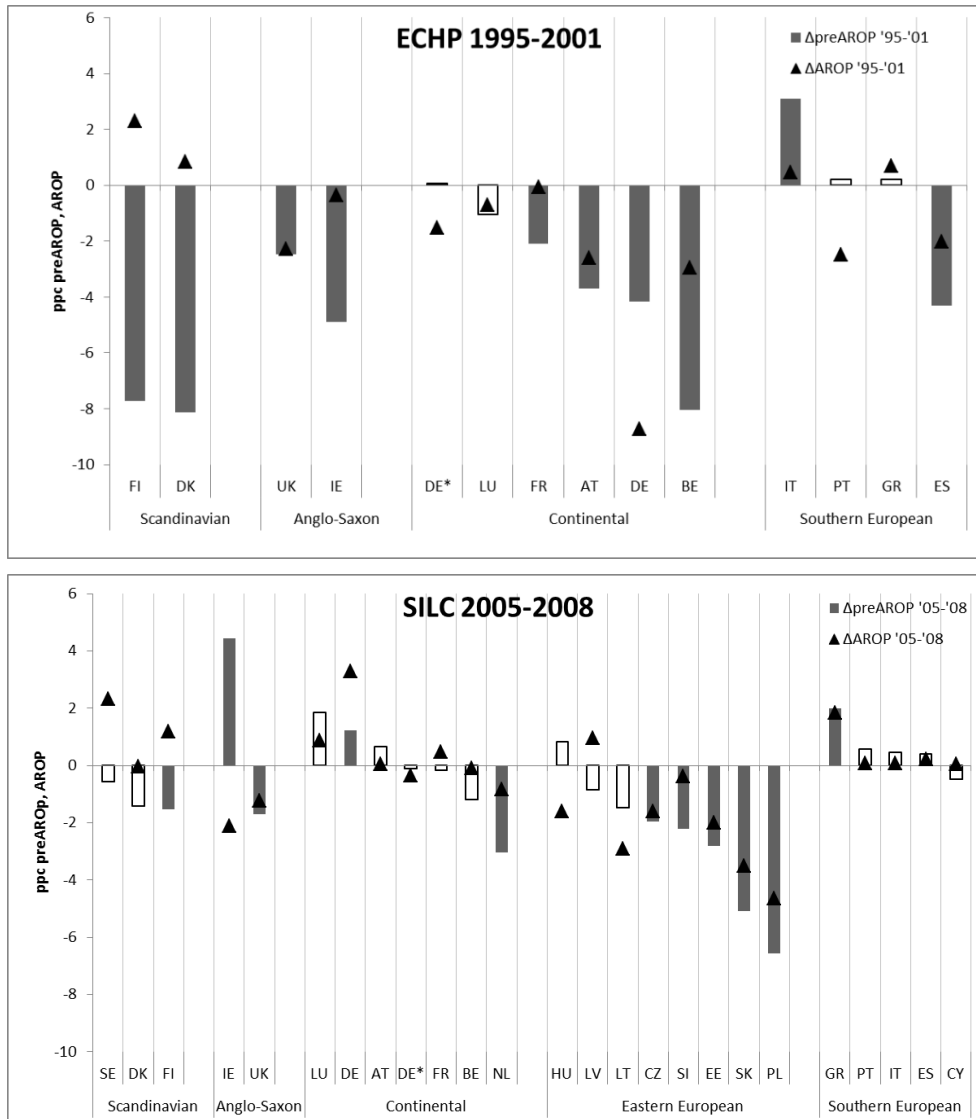 ECHP 1995-2001
ΔpreAROP '95-'01
ΔAROP '95-'01
ppc preAROP, AROP
6
4
2
0
-2
-4
-6
-8
-10
FI DK UK IE DE* LU FR AT DE BE IT PT GR ES
Scandinavian Anglo-Saxon Continental Southern European
SILC 2005-2008
ΔpreAROP '05-'08
ΔAROP '05-'08
ppc preAROp, AROP
6
4
2
0
-2
-4
-6
-8
-10
SE DK FI IE UK LU DE AT DE* FR BE NL HU LV LT CZ SI EE SK PL GR PT IT ES CY
Scandinavian Anglo-Saxon Continental Eastern European Southern European